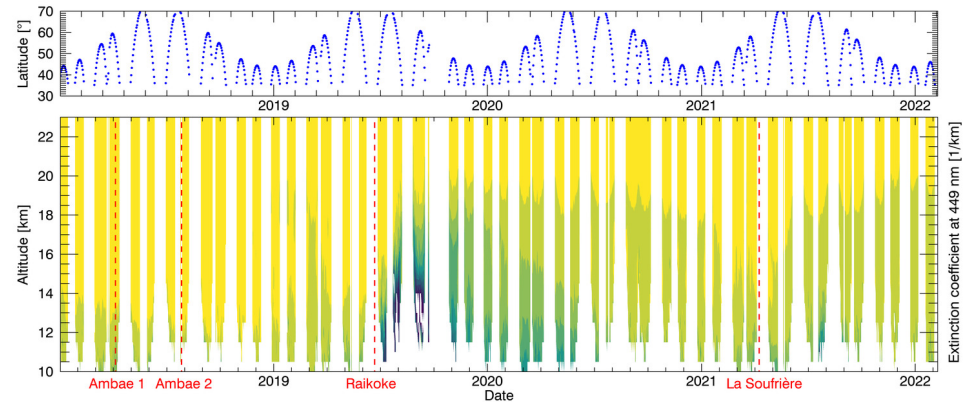 70
60
50
40
30
Latitude [°]
2019
2020
2021
2022
22
20
18
16
14
12
10
Altitude [km]
Extinction coefficient at 449 nm [1/km]
2019
2020
2021
2022
Ambae 1
Ambae 2
Raikoke
La Soufrière
Date